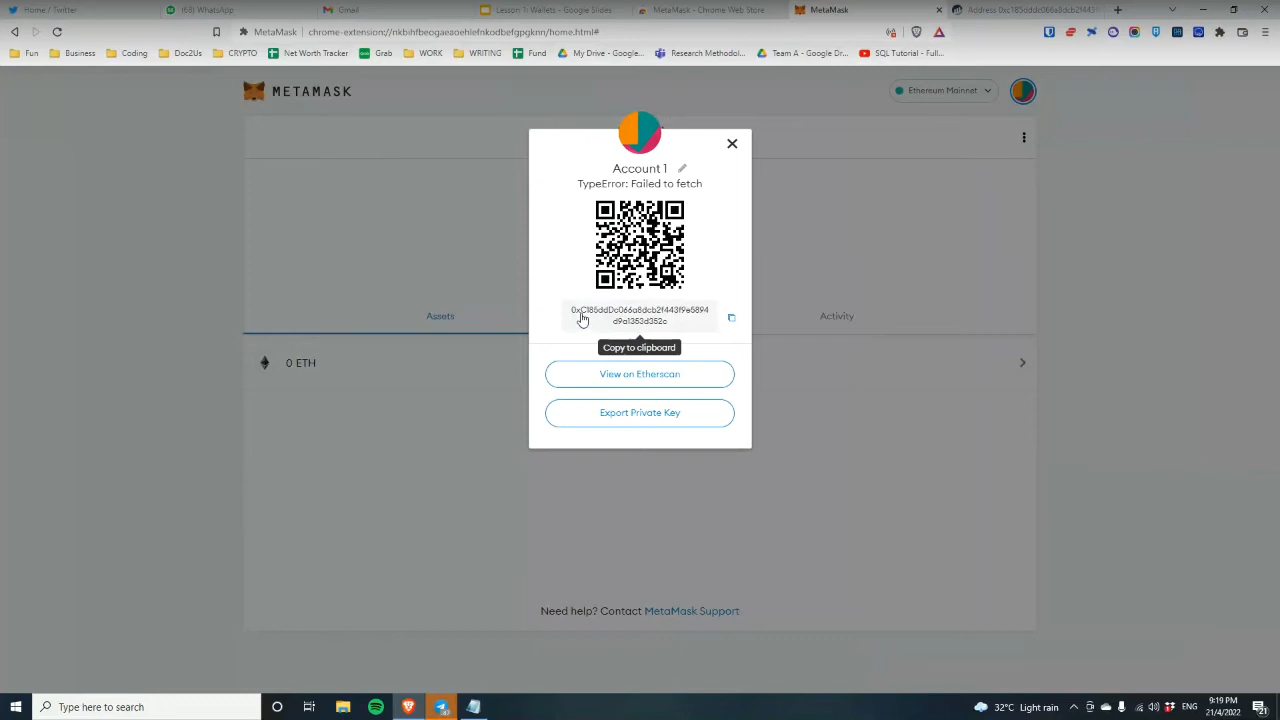 Home / Twitter
(68) WhatsApp
Gmail
Lesson 1: Wallets - Google Slides
MetaMask - Chrome Web Store
MetaMask
Address 0xc185dddc066a8dcb2f4431
MetaMask | chrome-extension://nkbihfbeogaeaoehlefnkodbefgpgknn/home.html#
Fun
Business
Coding
Doc2Us
CRYPTO
Net Worth Tracker
Grab
WORK
WRITING
Fund
My Drive - Google...
Research Methodol...
Team A - Google Dr...
SQL Tutorial - Full...
METAMASK
Ethereum Mainnet
Account 1
TypeError: Failed to fetch
0xC185ddDc066a8dcb2f443f9e5894
d9a1353d352c
Copy to clipboard
Assets
Activity
0 ETH
View on Etherscan
Export Private Key
Need help? Contact MetaMask Support
Type here to search
32°C Light rain
ENG
9:19 PM
21/4/2022